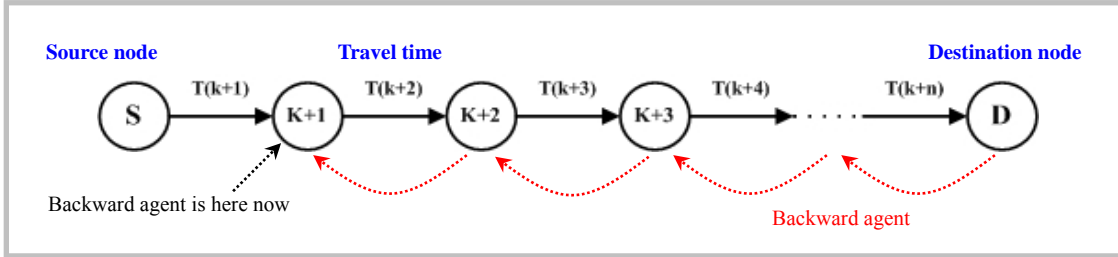 Source node
Travel time
Destination node
T(k+1)
T(k+2)
T(k+3)
T(k+4)
T(k+n)
S
K+1
K+2
K+3
. . . . .
D
Backward agent is here now
Backward agent